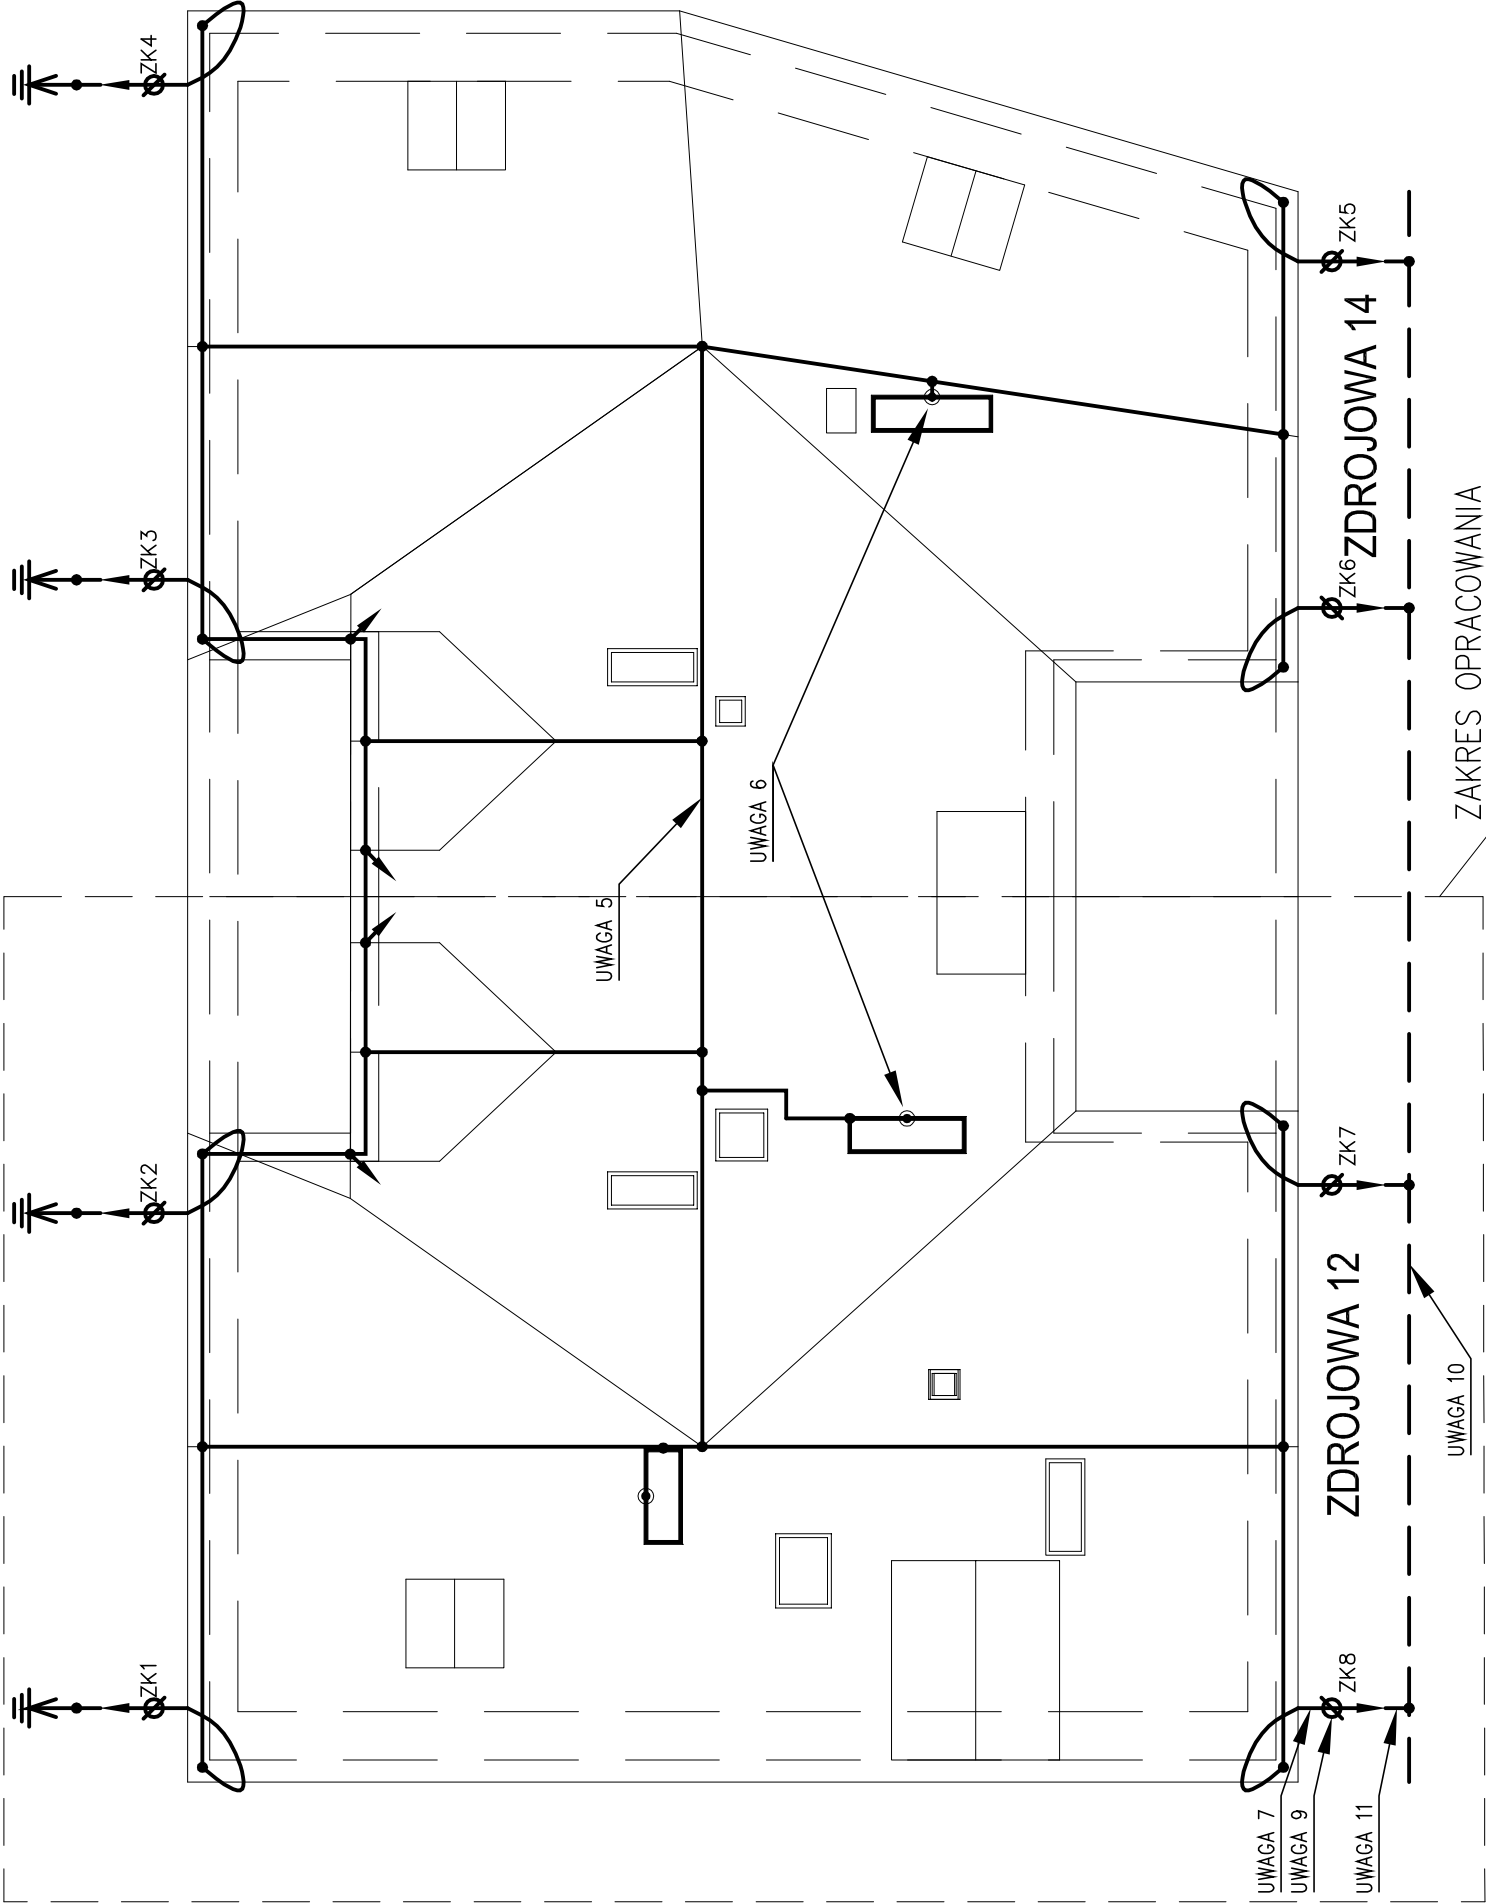 ZK1
ZK2
ZK3
ZK4
UWAGA 5
UWAGA 6
UWAGA 7
UWAGA 9
UWAGA 11
ZK8
ZK7
ZK6
ZK5
ZDROJOWA 12
ZDROJOWA 14
UWAGA 10
ZAKRES OPRACOWANIA